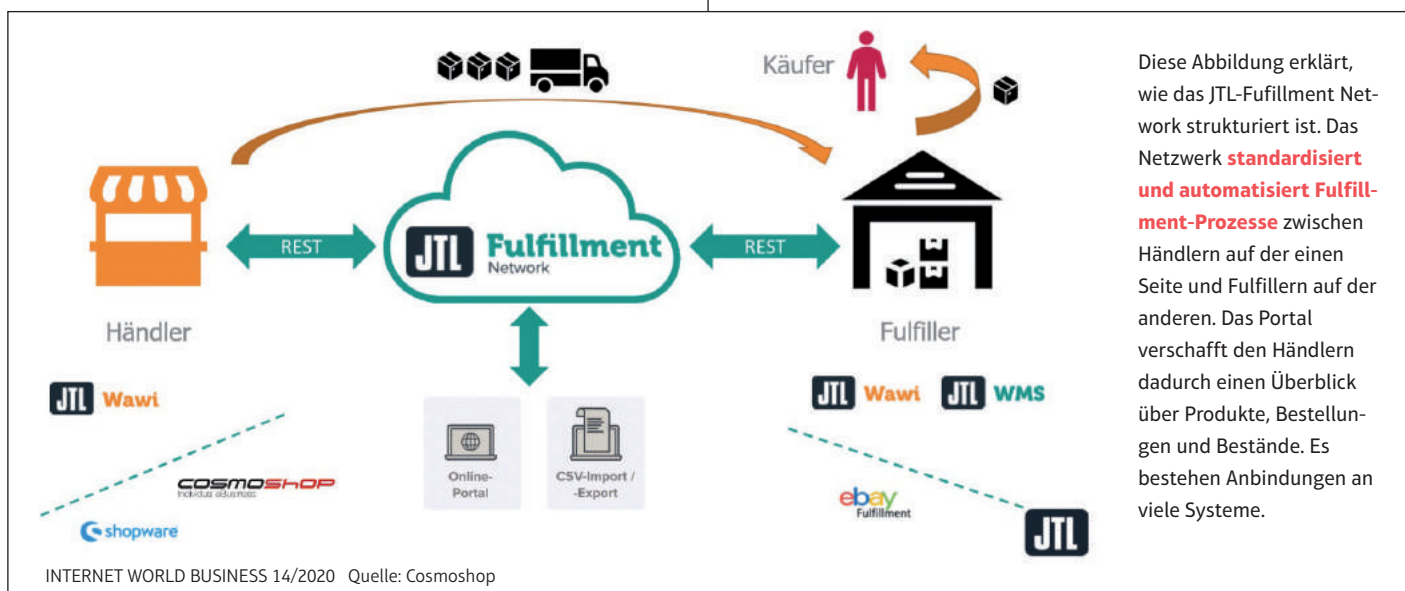 Käufer
REST
JTL Fulfillment
Network
REST
Händler
Fulfiller
JTL Wawi
JTL Wawi
JTL WMS
Online-
Portal
CSV-Import /
-Export
COSMOSHOP
Individual eBusiness
shopware
ebay
Fulfillment
JTL
Diese Abbildung erklärt,
wie das JTL-Fufillment Net-
work strukturiert ist. Das
Netzwerk standardisiert
und automatisiert Fulfill-
ment-Prozesse zwischen
Händlern auf der einen
Seite und Fulfillern auf der
anderen. Das Portal
verschafft den Händlern
dadurch einen Überblick
über Produkte, Bestellun-
gen und Bestände. Es
bestehen Anbindungen an
viele Systeme.
INTERNET WORLD BUSINESS 14/2020 Quelle: Cosmoshop